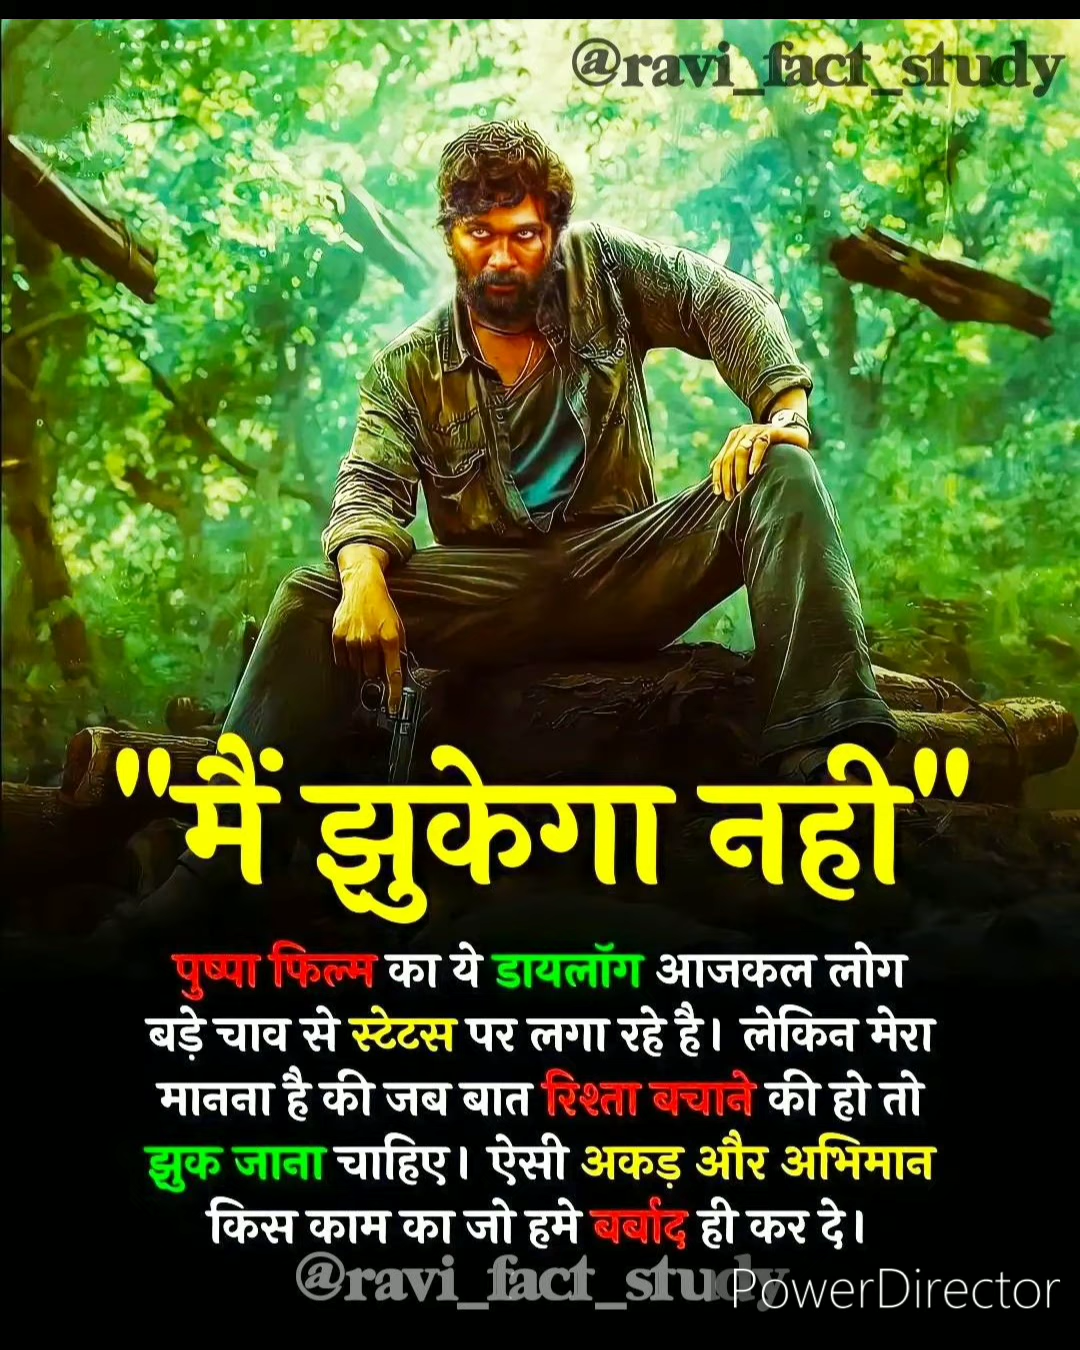 @ravi_fact_study
"मैं झुकेगा नही"
पुष्पा फिल्म का ये डायलॉग आजकल लोग
बड़े चाव से स्टेटस पर लगा रहे है। लेकिन मेरा
मानना है की जब बात रिश्ता बचाने की हो तो
झुक जाना चाहिए। ऐसी अकड़ और अभिमान
किस काम का जो हमे बर्बाद ही कर दे।
@ravi_fact_study
PowerDirector